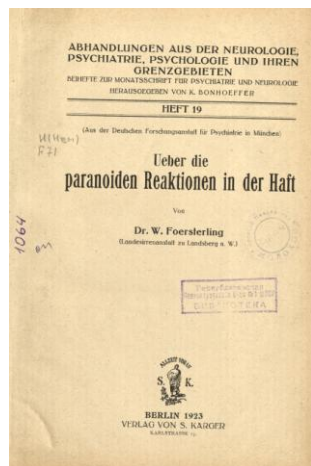 ABHANDLUNGEN AUS DER NEUROLOGIE,
PSYCHIATRIE, PSYCHOLOGIE UND IHREN
GRENZGEBIETEN
BEIHEFTE ZUR MONATSSCHRIFT FÜR PSYCHIATRIE UND NEUROLOGIE
HERAUSGEGEBEN VON K. BONHOEFFER
HEFT 19
(Aus der Deutschen Forschungsanstalt für Psychiatrie in München)
Ueber die
paranoiden Reaktionen in der Haft
Von
Dr. W. Foersterling
(Landesirrenanstalt zu Landsberg a. W.)
1064
БИБЛИОТЕКА
S. K.
BERLIN 1923
VERLAG VON S. KARGER
KARLSTRASSE